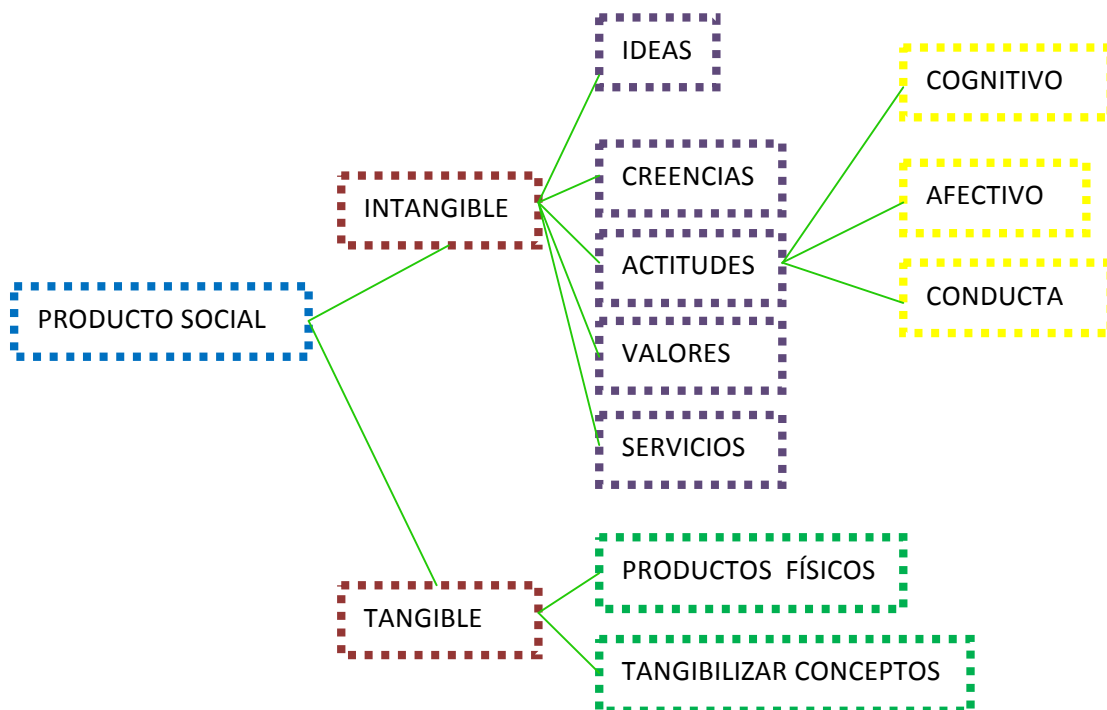 IDEAS
COGNITIVO
CREENCIAS
AFECTIVO
INTANGIBLE
ACTITUDES
CONDUCTA
PRODUCTO SOCIAL
VALORES
SERVICIOS
PRODUCTOS FÍSICOS
TANGIBLE
TANGIBILIZAR CONCEPTOS